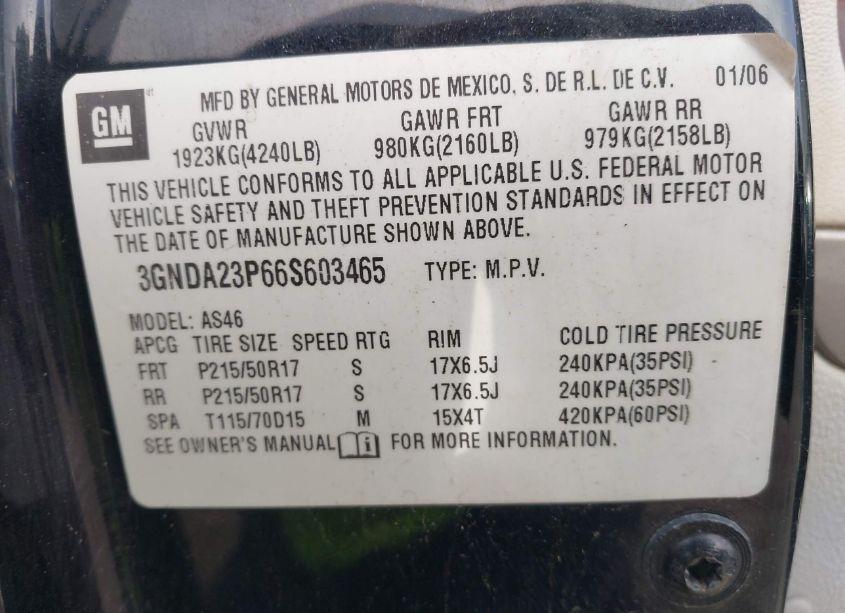 GM
MFD BY GENERAL MOTORS DE MEXICO, S. DE R.L. DE C.V. 01/06
GVWR GAWR FRT GAWR RR
1923KG(4240LB) 980KG(2160LB) 979KG(2158LB)
THIS VEHICLE CONFORMS TO ALL APPLICABLE U.S. FEDERAL MOTOR
VEHICLE SAFETY AND THEFT PREVENTION STANDARDS IN EFFECT ON
THE DATE OF MANUFACTURE SHOWN ABOVE.
3GNDA23P66S603465 TYPE: M.P.V.
MODEL: AS46
APCG TIRE SIZE SPEED RTG RIM COLD TIRE PRESSURE
FRT P215/50R17 S 17X6.5J 240KPA(35PSI)
RR P215/50R17 S 17X6.5J 240KPA(35PSI)
SPA T115/70D15 M 15X4T 420KPA(60PSI)
SEE OWNER'S MANUAL i FOR MORE INFORMATION.